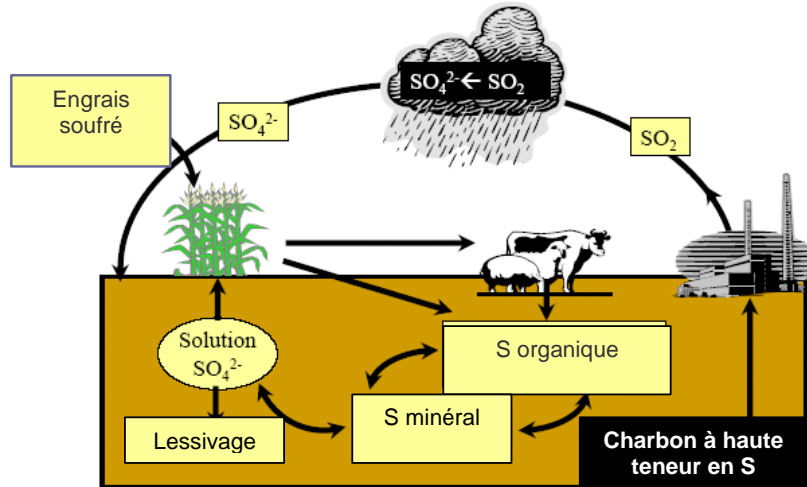 Engrais
soufré
SO₄²⁻
SO₄²⁻← SO₂
SO₂
Solution
SO₄²⁻
S organique
S minéral
Lessivage
Charbon à haute
teneur en S